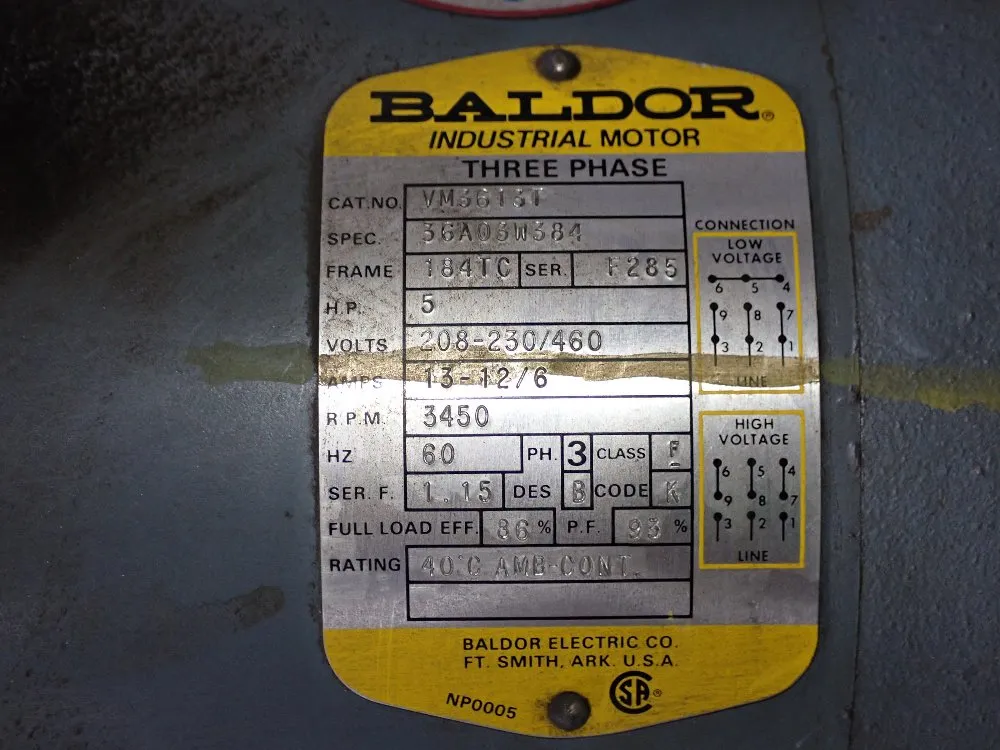 BALDOR®
INDUSTRIAL MOTOR
THREE PHASE
CAT.NO. VM3613T
SPEC. 36A03W384
FRAME 184TC SER. F285
H.P. 5
VOLTS 208-230/460
AMPS 13-12/6
R.P.M. 3450
HZ 60 PH. 3 CLASS F
SER. F. 1.15 DES B CODE K
FULL LOAD EFF. 86 % P.F. 93 %
RATING 40°C AMB-CONT.
CONNECTION
LOW
VOLTAGE
6 5 4
9 8 7
3 2 1
LINE
HIGH
VOLTAGE
6 5 4
9 8 7
3 2 1
LINE
BALDOR ELECTRIC CO.
FT. SMITH, ARK. U.S.A.
NP0005
SA®